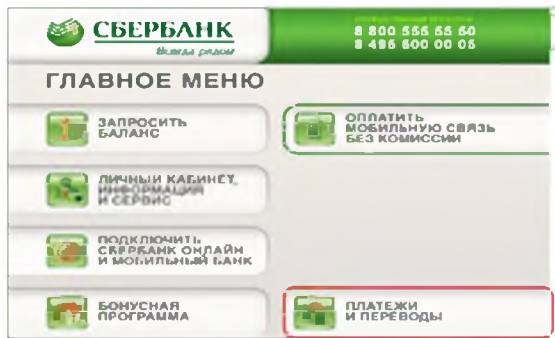 СБЕРБАНК
Всегда рядом
8 800 555 55 50
8 495 500 00 05
ГЛАВНОЕ МЕНЮ
ЗАПРОСИТЬ
БАЛАНС
ОПЛАТИТЬ
МОБИЛЬНУЮ СВЯЗЬ
БЕЗ КОМИССИИ
ЛИЧНЫЙ КАБИНЕТ,
ИНФОРМАЦИЯ
И СЕРВИС
ПОДКЛЮЧИТЬ
СБЕРБАНК ОНЛАЙН
И МОБИЛЬНЫЙ БАНК
БОНУСНАЯ
ПРОГРАММА
ПЛАТЕЖИ
И ПЕРЕВОДЫ